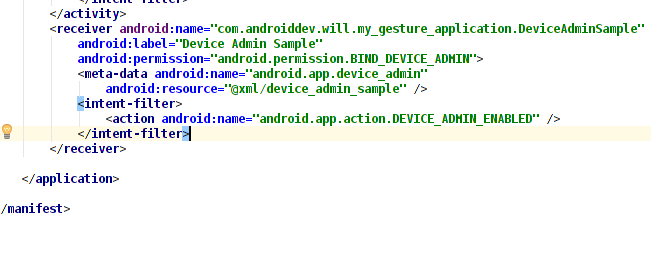 </intent-filter>
</activity>
<receiver android:name="com.androiddev.will.my_gesture_application.DeviceAdminSample"
android:label="Device Admin Sample"
android:permission="android.permission.BIND_DEVICE_ADMIN">
<meta-data android:name="android.app.device_admin"
android:resource="@xml/device_admin_sample" />
<intent-filter>
<action android:name="android.app.action.DEVICE_ADMIN_ENABLED" />
</intent-filter>
</receiver>
</application>
/manifest>